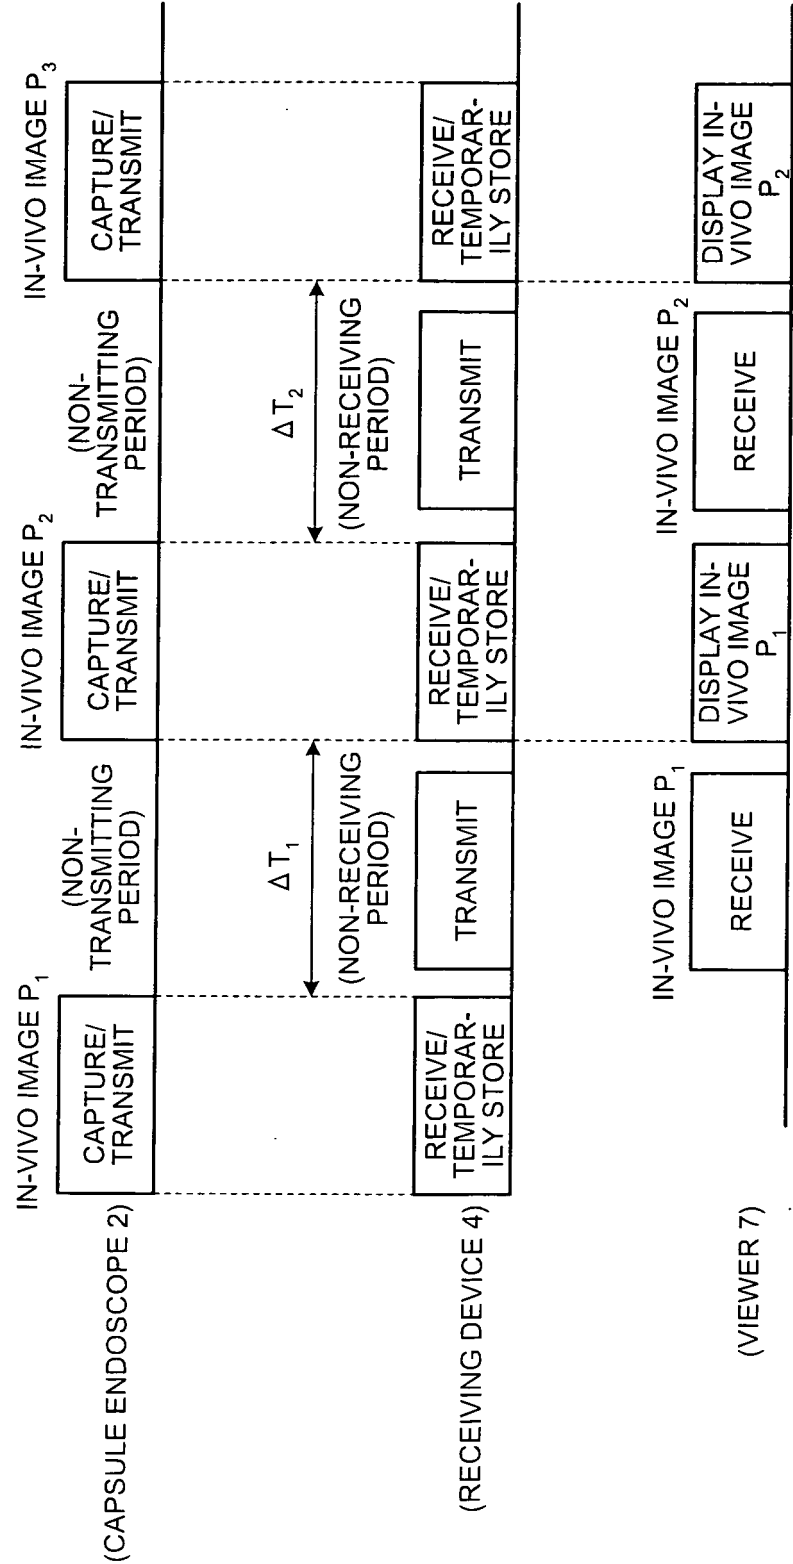 IN-VIVO IMAGE P1
IN-VIVO IMAGE P2
IN-VIVO IMAGE P3
(CAPSULE ENDOSCOPE 2)
CAPTURE/
TRANSMIT
(NON-
TRANSMITTING
PERIOD)
CAPTURE/
TRANSMIT
(NON-
TRANSMITTING
PERIOD)
CAPTURE/
TRANSMIT
ΔT1
(NON-RECEIVING
PERIOD)
ΔT2
(NON-RECEIVING
PERIOD)
(RECEIVING DEVICE 4)
RECEIVE/
TEMPORAR-
ILY STORE
TRANSMIT
RECEIVE/
TEMPORAR-
ILY STORE
TRANSMIT
RECEIVE/
TEMPORAR-
ILY STORE
IN-VIVO IMAGE P1
IN-VIVO IMAGE P2
(VIEWER 7)
RECEIVE
DISPLAY IN-
VIVO IMAGE
P1
RECEIVE
DISPLAY IN-
VIVO IMAGE
P2